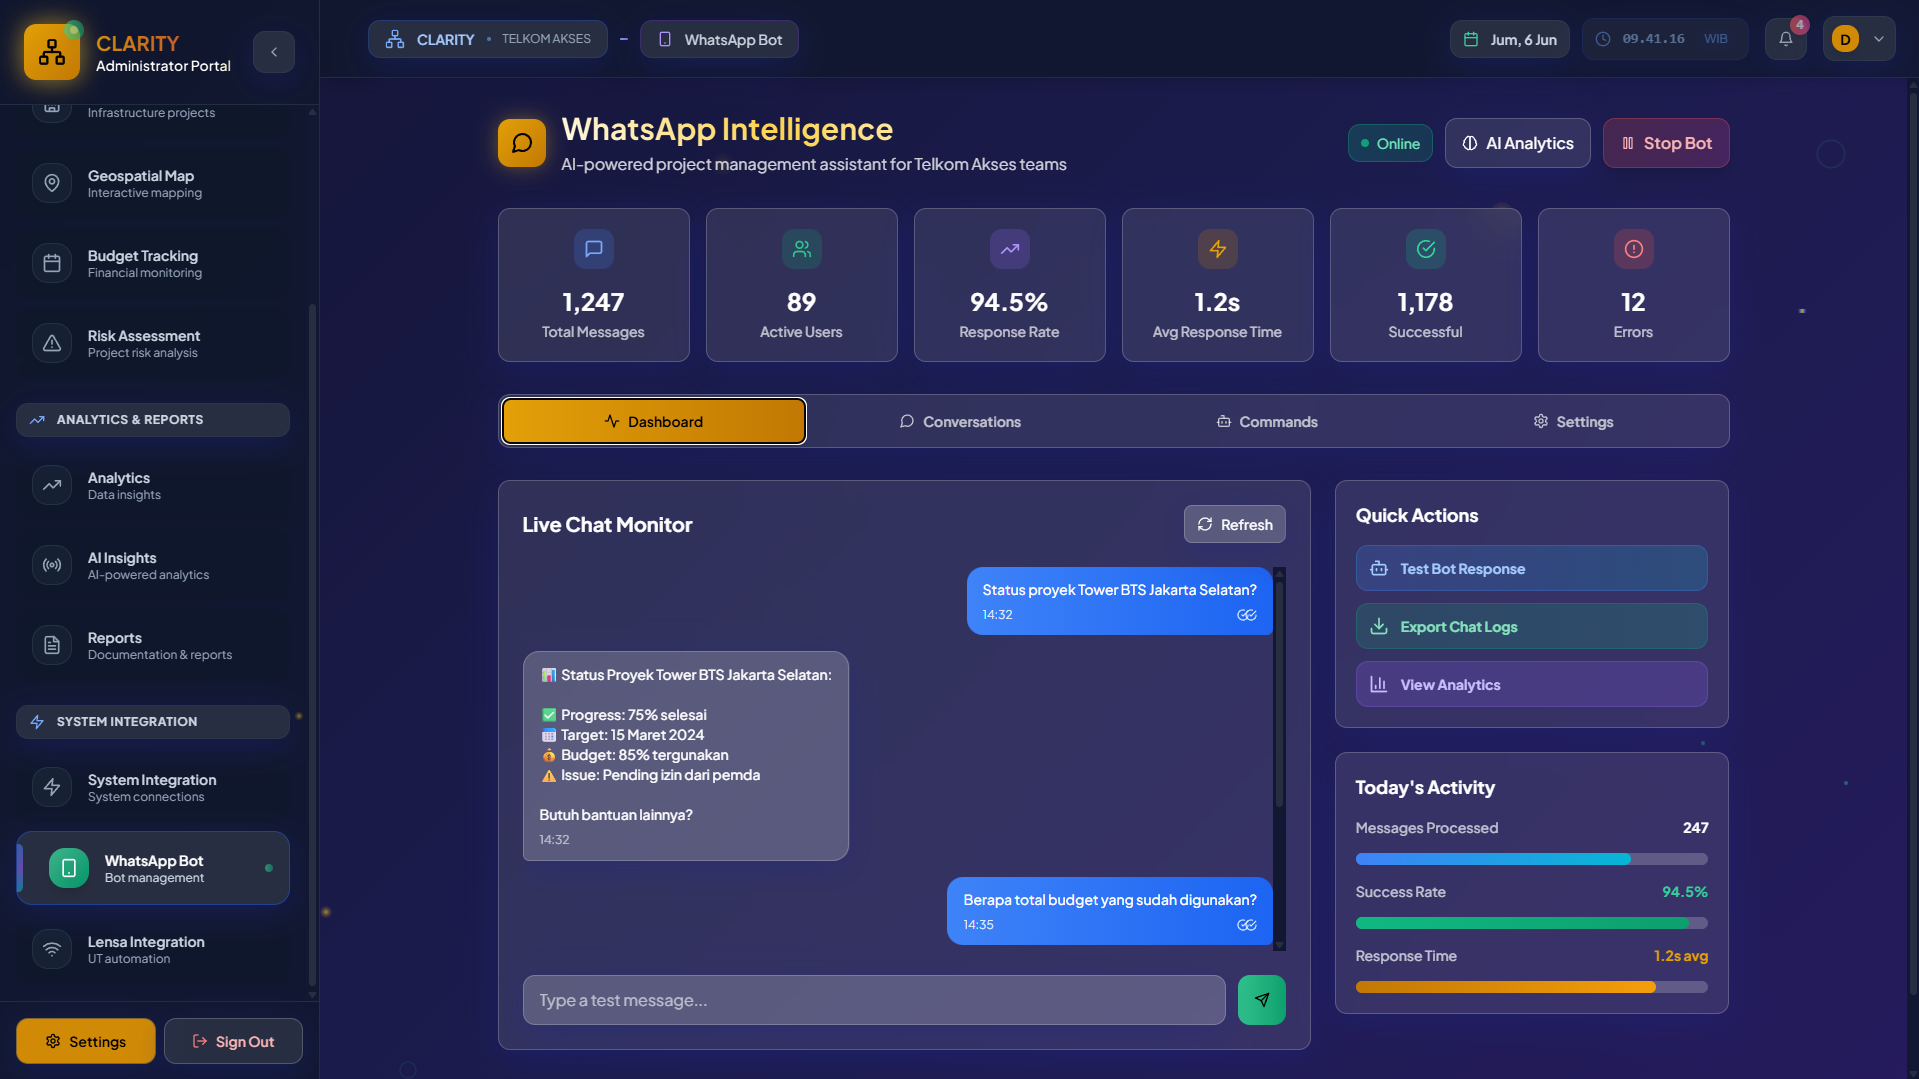 CLARITY
Administrator Portal
Infrastructure projects
Geospatial Map
Interactive mapping
Budget Tracking
Financial monitoring
Risk Assessment
Project risk analysis
ANALYTICS & REPORTS
Analytics
Data insights
AI Insights
AI-powered analytics
Reports
Documentation & reports
SYSTEM INTEGRATION
System Integration
System connections
WhatsApp Bot
Bot management
Lensa Integration
UT automation
Settings
Sign Out
CLARITY • TELKOM AKSES
WhatsApp Bot
Jum, 6 Jun
09.41.16 WIB
4
D
WhatsApp Intelligence
AI-powered project management assistant for Telkom Akses teams
Online
AI Analytics
Stop Bot
1,247
Total Messages
89
Active Users
94.5%
Response Rate
1.2s
Avg Response Time
1,178
Successful
12
Errors
Dashboard
Conversations
Commands
Settings
Live Chat Monitor
Refresh
Status proyek Tower BTS Jakarta Selatan?
14:32
📊 Status Proyek Tower BTS Jakarta Selatan:
✅ Progress: 75% selesai
📅 Target: 15 Maret 2024
💰 Budget: 85% tergunakan
⚠️ Issue: Pending izin dari pemda
Butuh bantuan lainnya?
14:32
Berapa total budget yang sudah digunakan?
14:35
Type a test message...
Quick Actions
Test Bot Response
Export Chat Logs
View Analytics
Today's Activity
Messages Processed 247
Success Rate 94.5%
Response Time 1.2s avg